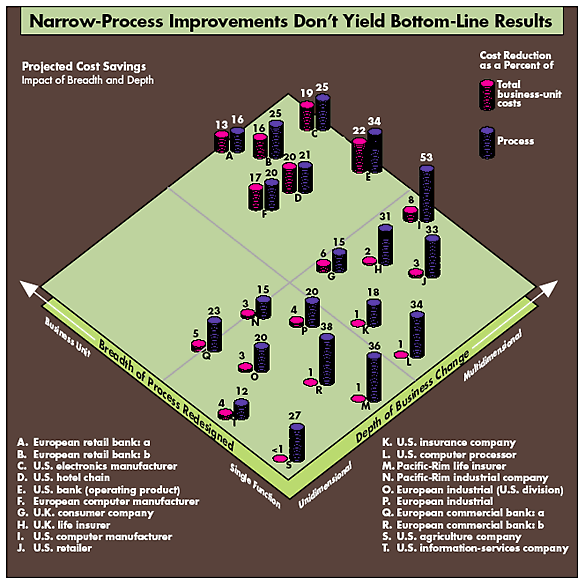 Narrow-Process Improvements Don't Yield Bottom-Line Results
Projected Cost Savings
Impact of Breadth and Depth
Cost Reduction
as a Percent of
Total
business-unit
costs
Process
13 16
A
16 25
B
19 25
C
20 21
D
22 34
E
17 20
F
8 53
I
6 15
G
2 31
H
3 33
J
3 15
N
4 20
P
1 18
K
1 34
L
5 23
Q
3 20
O
1 38
R
1 36
M
4 12
T
<1 27
S
Business Unit
Breadth of Process Redesigned
Single Function
Unidimensional
Depth of Business Change
Multidimensional
A. European retail bank: a
B. European retail bank: b
C. U.S. electronics manufacturer
D. U.S. hotel chain
E. U.S. bank (operating product)
F. European computer manufacturer
G. U.K. consumer company
H. U.K. life insurer
I. U.S. computer manufacturer
J. U.S. retailer
K. U.S. insurance company
L. U.S. computer processor
M. Pacific-Rim life insurer
N. Pacific-Rim industrial company
O. European industrial (U.S. division)
P. European industrial
Q. European commercial bank: a
R. European commercial bank: b
S. U.S. agriculture company
T. U.S. information-services company